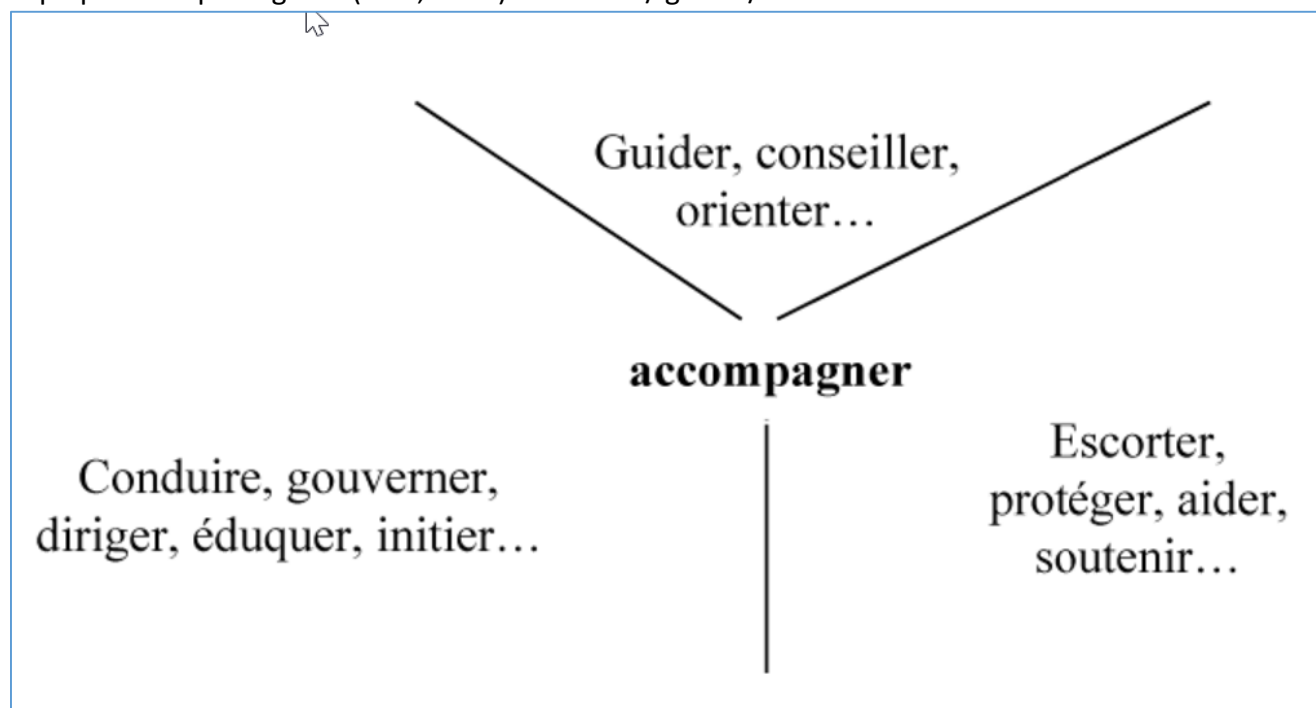 Guider, conseiller,
orienter…
accompagner
Conduire, gouverner,
diriger, éduquer, initier…
Escorter,
protéger, aider,
soutenir…